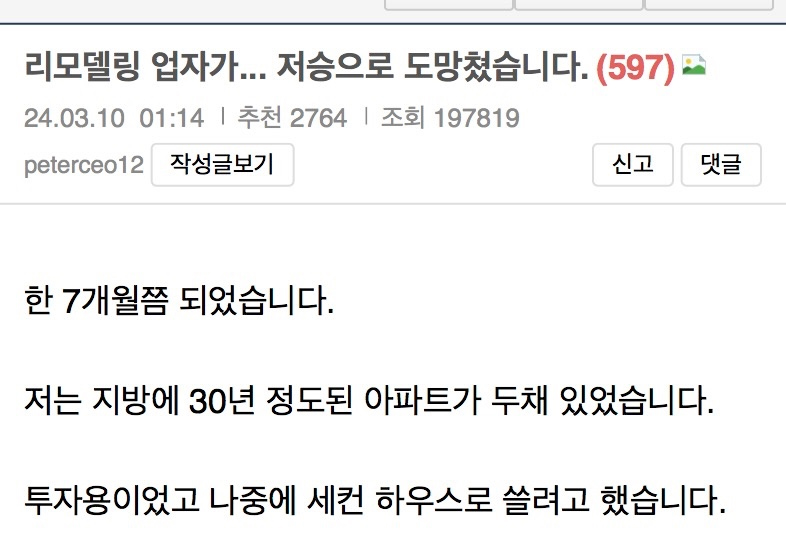 리모델링 업자가... 저승으로 도망쳤습니다. (597)
24.03.10 01:14 | 추천 2764 | 조회 197819
peterceo12 작성글보기 신고 댓글
한 7개월쯤 되었습니다.
저는 지방에 30년 정도된 아파트가 두채 있었습니다.
투자용이었고 나중에 세컨 하우스로 쓸려고 했습니다.